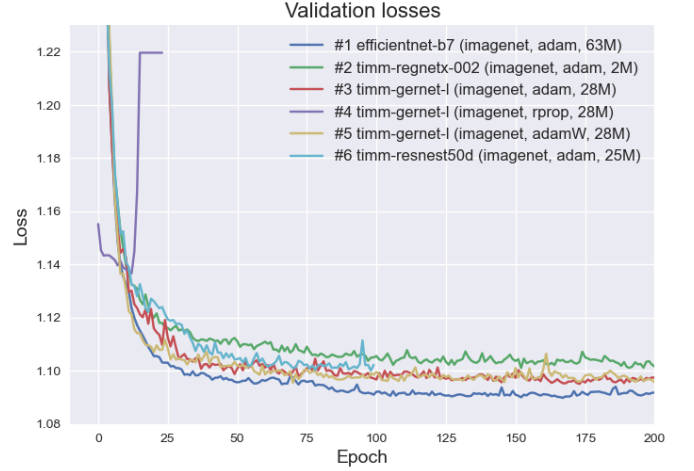 Validation losses
1.22
1.20
1.18
1.16
1.14
1.12
1.10
1.08
Loss
#1 efficientnet-b7 (imagenet, adam, 63M)
#2 timm-regnetx-002 (imagenet, adam, 2M)
#3 timm-gernet-l (imagenet, adam, 28M)
#4 timm-gernet-l (imagenet, rprop, 28M)
#5 timm-gernet-l (imagenet, adamW, 28M)
#6 timm-resnest50d (imagenet, adam, 25M)
0 25 50 75 100 125 150 175 200
Epoch